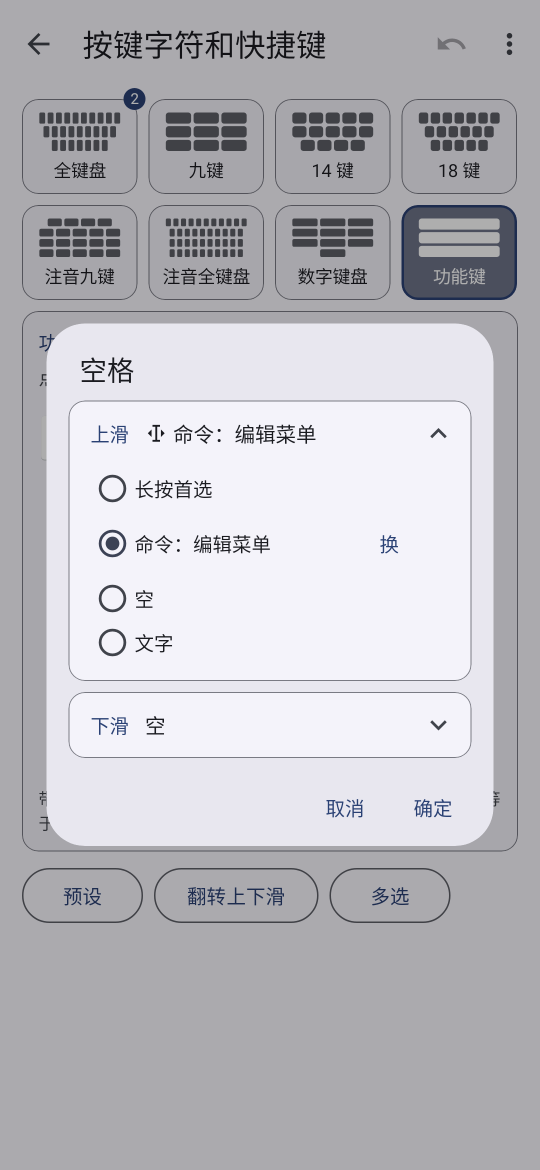 按键字符和快捷键
2
全键盘 九键 14 键 18 键
注音九键 注音全键盘 数字键盘 功能键
空格
上滑 命令：编辑菜单
长按首选
命令：编辑菜单 换
空
文字
下滑 空
取消 确定
等
于
预设 翻转上下滑 多选